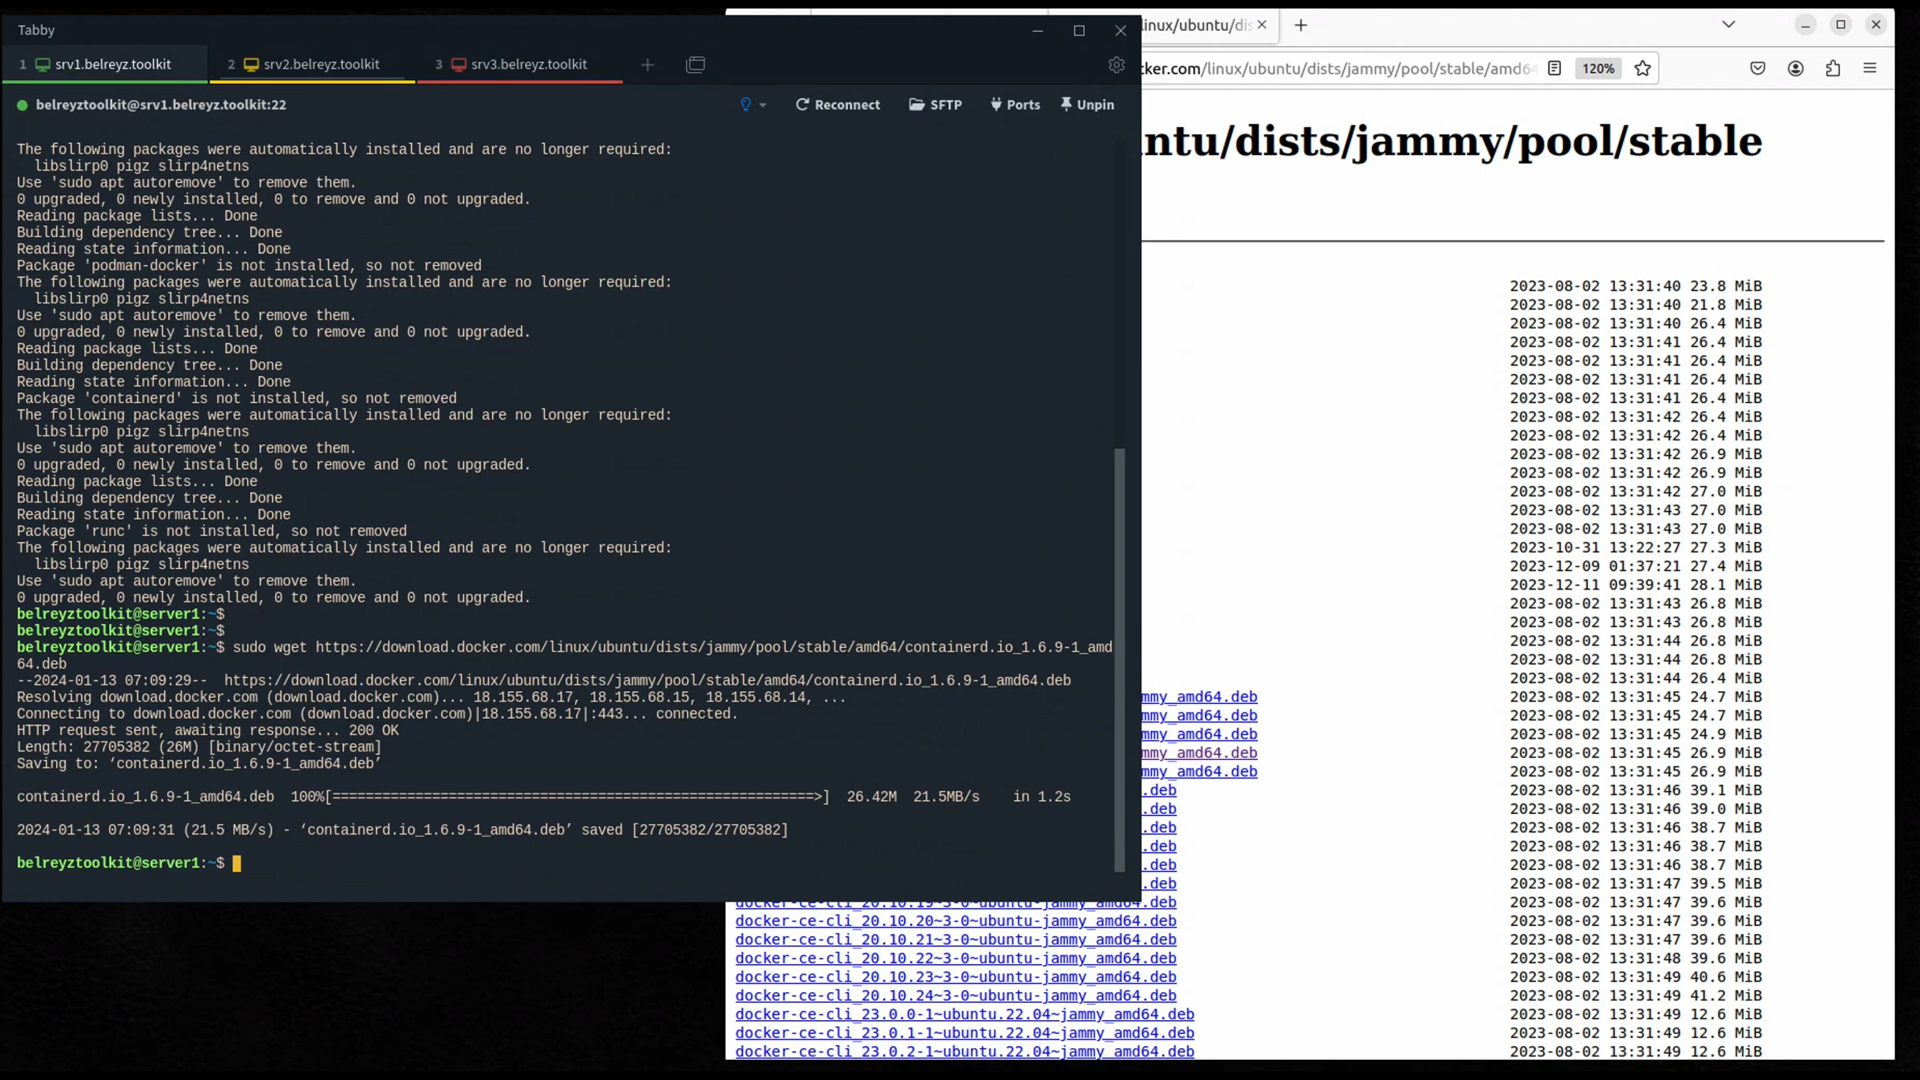 Tabby
1 srv1.belreyz.toolkit
2 srv2.belreyz.toolkit
3 srv3.belreyz.toolkit
belreyztoolkit@srv1.belreyz.toolkit:22
Reconnect
SFTP
Ports
Unpin
The following packages were automatically installed and are no longer required:
  libslirp0 pigz slirp4netns
Use 'sudo apt autoremove' to remove them.
0 upgraded, 0 newly installed, 0 to remove and 0 not upgraded.
Reading package lists... Done
Building dependency tree... Done
Reading state information... Done
Package 'podman-docker' is not installed, so not removed
The following packages were automatically installed and are no longer required:
  libslirp0 pigz slirp4netns
Use 'sudo apt autoremove' to remove them.
0 upgraded, 0 newly installed, 0 to remove and 0 not upgraded.
Reading package lists... Done
Building dependency tree... Done
Reading state information... Done
Package 'containerd' is not installed, so not removed
The following packages were automatically installed and are no longer required:
  libslirp0 pigz slirp4netns
Use 'sudo apt autoremove' to remove them.
0 upgraded, 0 newly installed, 0 to remove and 0 not upgraded.
Reading package lists... Done
Building dependency tree... Done
Reading state information... Done
Package 'runc' is not installed, so not removed
The following packages were automatically installed and are no longer required:
  libslirp0 pigz slirp4netns
Use 'sudo apt autoremove' to remove them.
0 upgraded, 0 newly installed, 0 to remove and 0 not upgraded.
belreyztoolkit@server1:~$
belreyztoolkit@server1:~$
belreyztoolkit@server1:~$ sudo wget https://download.docker.com/linux/ubuntu/dists/jammy/pool/stable/amd64/containerd.io_1.6.9-1_amd
64.deb
--2024-01-13 07:09:29--  https://download.docker.com/linux/ubuntu/dists/jammy/pool/stable/amd64/containerd.io_1.6.9-1_amd64.deb
Resolving download.docker.com (download.docker.com)... 18.155.68.17, 18.155.68.15, 18.155.68.14, ...
Connecting to download.docker.com (download.docker.com)|18.155.68.17|:443... connected.
HTTP request sent, awaiting response... 200 OK
Length: 27705382 (26M) [binary/octet-stream]
Saving to: ‘containerd.io_1.6.9-1_amd64.deb’
containerd.io_1.6.9-1_amd64.deb  100%[==========================================================>]  26.42M  21.5MB/s    in 1.2s
2024-01-13 07:09:31 (21.5 MB/s) - ‘containerd.io_1.6.9-1_amd64.deb’ saved [27705382/27705382]
belreyztoolkit@server1:~$
linux/ubuntu/di
cker.com/linux/ubuntu/dists/jammy/pool/stable/amd64
120%
ntu/dists/jammy/pool/stable
2023-08-02 13:31:40 23.8 MiB
2023-08-02 13:31:40 21.8 MiB
2023-08-02 13:31:40 26.4 MiB
2023-08-02 13:31:41 26.4 MiB
2023-08-02 13:31:41 26.4 MiB
2023-08-02 13:31:41 26.4 MiB
2023-08-02 13:31:41 26.4 MiB
2023-08-02 13:31:42 26.4 MiB
2023-08-02 13:31:42 26.4 MiB
2023-08-02 13:31:42 26.9 MiB
2023-08-02 13:31:42 26.9 MiB
2023-08-02 13:31:42 27.0 MiB
2023-08-02 13:31:43 27.0 MiB
2023-08-02 13:31:43 27.0 MiB
2023-10-31 13:22:27 27.3 MiB
2023-12-09 01:37:21 27.4 MiB
2023-12-11 09:39:41 28.1 MiB
2023-08-02 13:31:43 26.8 MiB
2023-08-02 13:31:43 26.8 MiB
2023-08-02 13:31:44 26.8 MiB
2023-08-02 13:31:44 26.8 MiB
2023-08-02 13:31:44 26.4 MiB
mmy_amd64.deb 2023-08-02 13:31:45 24.7 MiB
mmy_amd64.deb 2023-08-02 13:31:45 24.7 MiB
mmy_amd64.deb 2023-08-02 13:31:45 24.9 MiB
mmy_amd64.deb 2023-08-02 13:31:45 26.9 MiB
mmy_amd64.deb 2023-08-02 13:31:45 26.9 MiB
.deb 2023-08-02 13:31:46 39.1 MiB
.deb 2023-08-02 13:31:46 39.0 MiB
.deb 2023-08-02 13:31:46 38.7 MiB
.deb 2023-08-02 13:31:46 38.7 MiB
.deb 2023-08-02 13:31:46 38.7 MiB
.deb 2023-08-02 13:31:47 39.5 MiB
docker-ce-cli_20.10.19~3-0~ubuntu-jammy_amd64.deb 2023-08-02 13:31:47 39.6 MiB
docker-ce-cli_20.10.20~3-0~ubuntu-jammy_amd64.deb 2023-08-02 13:31:47 39.6 MiB
docker-ce-cli_20.10.21~3-0~ubuntu-jammy_amd64.deb 2023-08-02 13:31:47 39.6 MiB
docker-ce-cli_20.10.22~3-0~ubuntu-jammy_amd64.deb 2023-08-02 13:31:48 39.6 MiB
docker-ce-cli_20.10.23~3-0~ubuntu-jammy_amd64.deb 2023-08-02 13:31:49 40.6 MiB
docker-ce-cli_20.10.24~3-0~ubuntu-jammy_amd64.deb 2023-08-02 13:31:49 41.2 MiB
docker-ce-cli_23.0.0-1~ubuntu.22.04~jammy_amd64.deb 2023-08-02 13:31:49 12.6 MiB
docker-ce-cli_23.0.1-1~ubuntu.22.04~jammy_amd64.deb 2023-08-02 13:31:49 12.6 MiB
docker-ce-cli_23.0.2-1~ubuntu.22.04~jammy_amd64.deb 2023-08-02 13:31:49 12.6 MiB